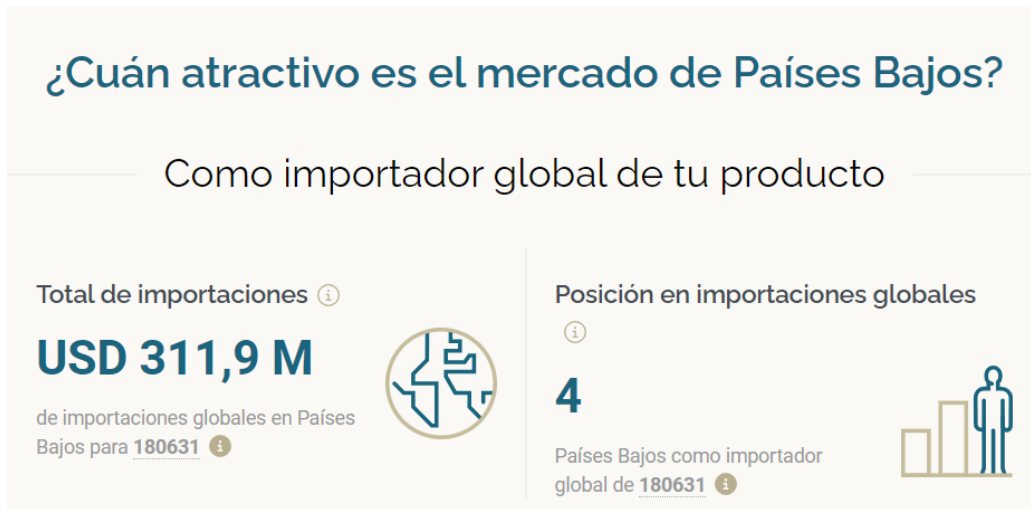 ¿Cuán atractivo es el mercado de Países Bajos?
Como importador global de tu producto
Total de importaciones
USD 311,9 M
de importaciones globales en Países
Bajos para 180631
Posición en importaciones globales
4
Países Bajos como importador
global de 180631